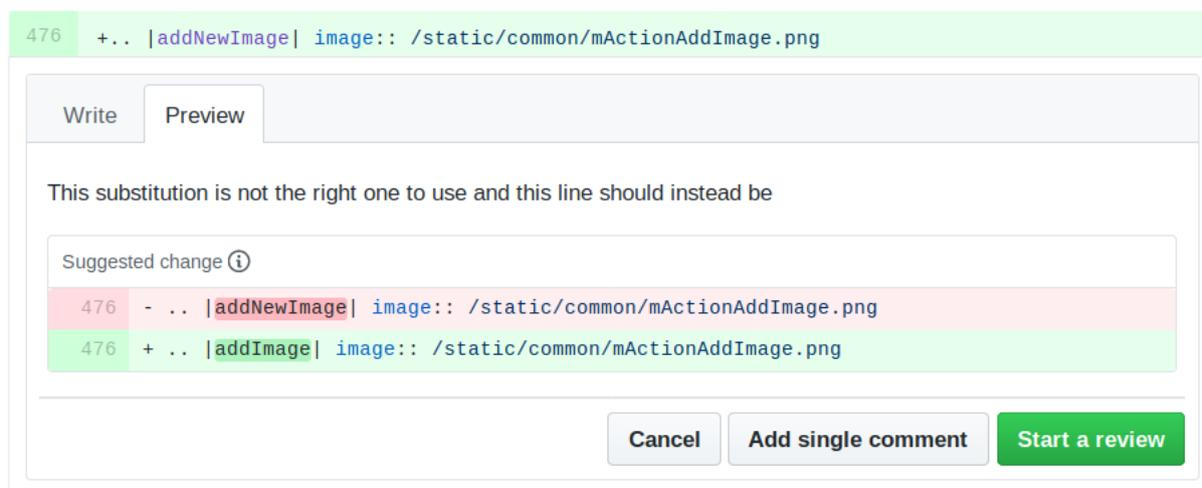 476 +.. |addNewImage| image:: /static/common/mActionAddImage.png
Write Preview
This substitution is not the right one to use and this line should instead be
Suggested change
476 - .. |addNewImage| image:: /static/common/mActionAddImage.png
476 + .. |addImage| image:: /static/common/mActionAddImage.png
Cancel Add single comment Start a review